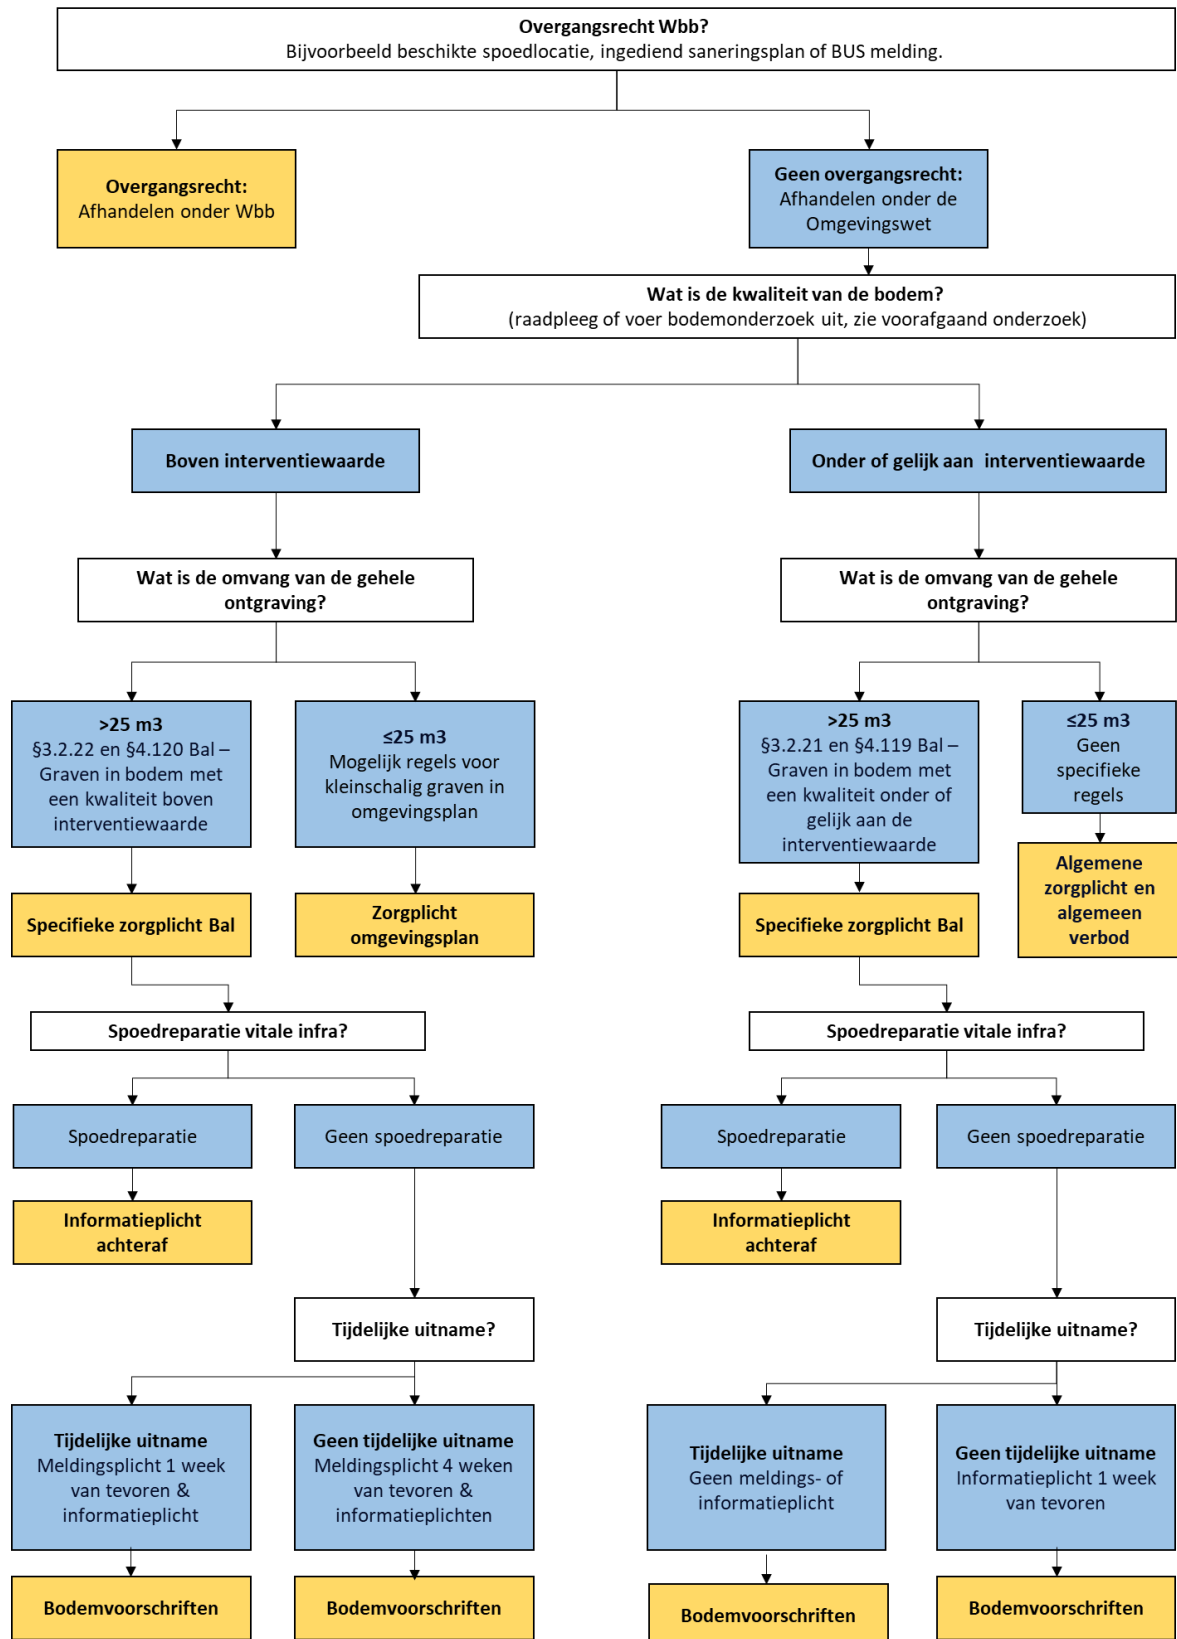 Overgangsrecht Wbb?
Bijvoorbeeld beschikte spoedlocatie, ingediend saneringsplan of BUS melding.
Overgangsrecht:
Afhandelen onder Wbb
Geen overgangsrecht:
Afhandelen onder de
Omgevingswet
Wat is de kwaliteit van de bodem?
(raadpleeg of voer bodemonderzoek uit, zie voorafgaand onderzoek)
Boven interventiewaarde
Onder of gelijk aan interventiewaarde
Wat is de omvang van de gehele
ontgraving?
Wat is de omvang van de gehele
ontgraving?
>25 m3
§3.2.22 en §4.120 Bal –
Graven in bodem met
een kwaliteit boven
interventiewaarde
≤25 m3
Mogelijk regels voor
kleinschalig graven in
omgevingsplan
>25 m3
§3.2.21 en §4.119 Bal –
Graven in bodem met
een kwaliteit onder of
gelijk aan de
interventiewaarde
≤25 m3
Geen
specifieke
regels
Specifieke zorgplicht Bal
Zorgplicht
omgevingsplan
Specifieke zorgplicht Bal
Algemene
zorgplicht en
algemeen
verbod
Spoedreparatie vitale infra?
Spoedreparatie vitale infra?
Spoedreparatie
Geen spoedreparatie
Spoedreparatie
Geen spoedreparatie
Informatieplicht
achteraf
Informatieplicht
achteraf
Tijdelijke uitname?
Tijdelijke uitname?
Tijdelijke uitname
Meldingsplicht 1 week
van tevoren &
informatieplicht
Geen tijdelijke uitname
Meldingsplicht 4 weken
van tevoren &
informatieplichten
Tijdelijke uitname
Geen meldings- of
informatieplicht
Geen tijdelijke uitname
Informatieplicht 1 week
van tevoren
Bodemvoorschriften
Bodemvoorschriften
Bodemvoorschriften
Bodemvoorschriften